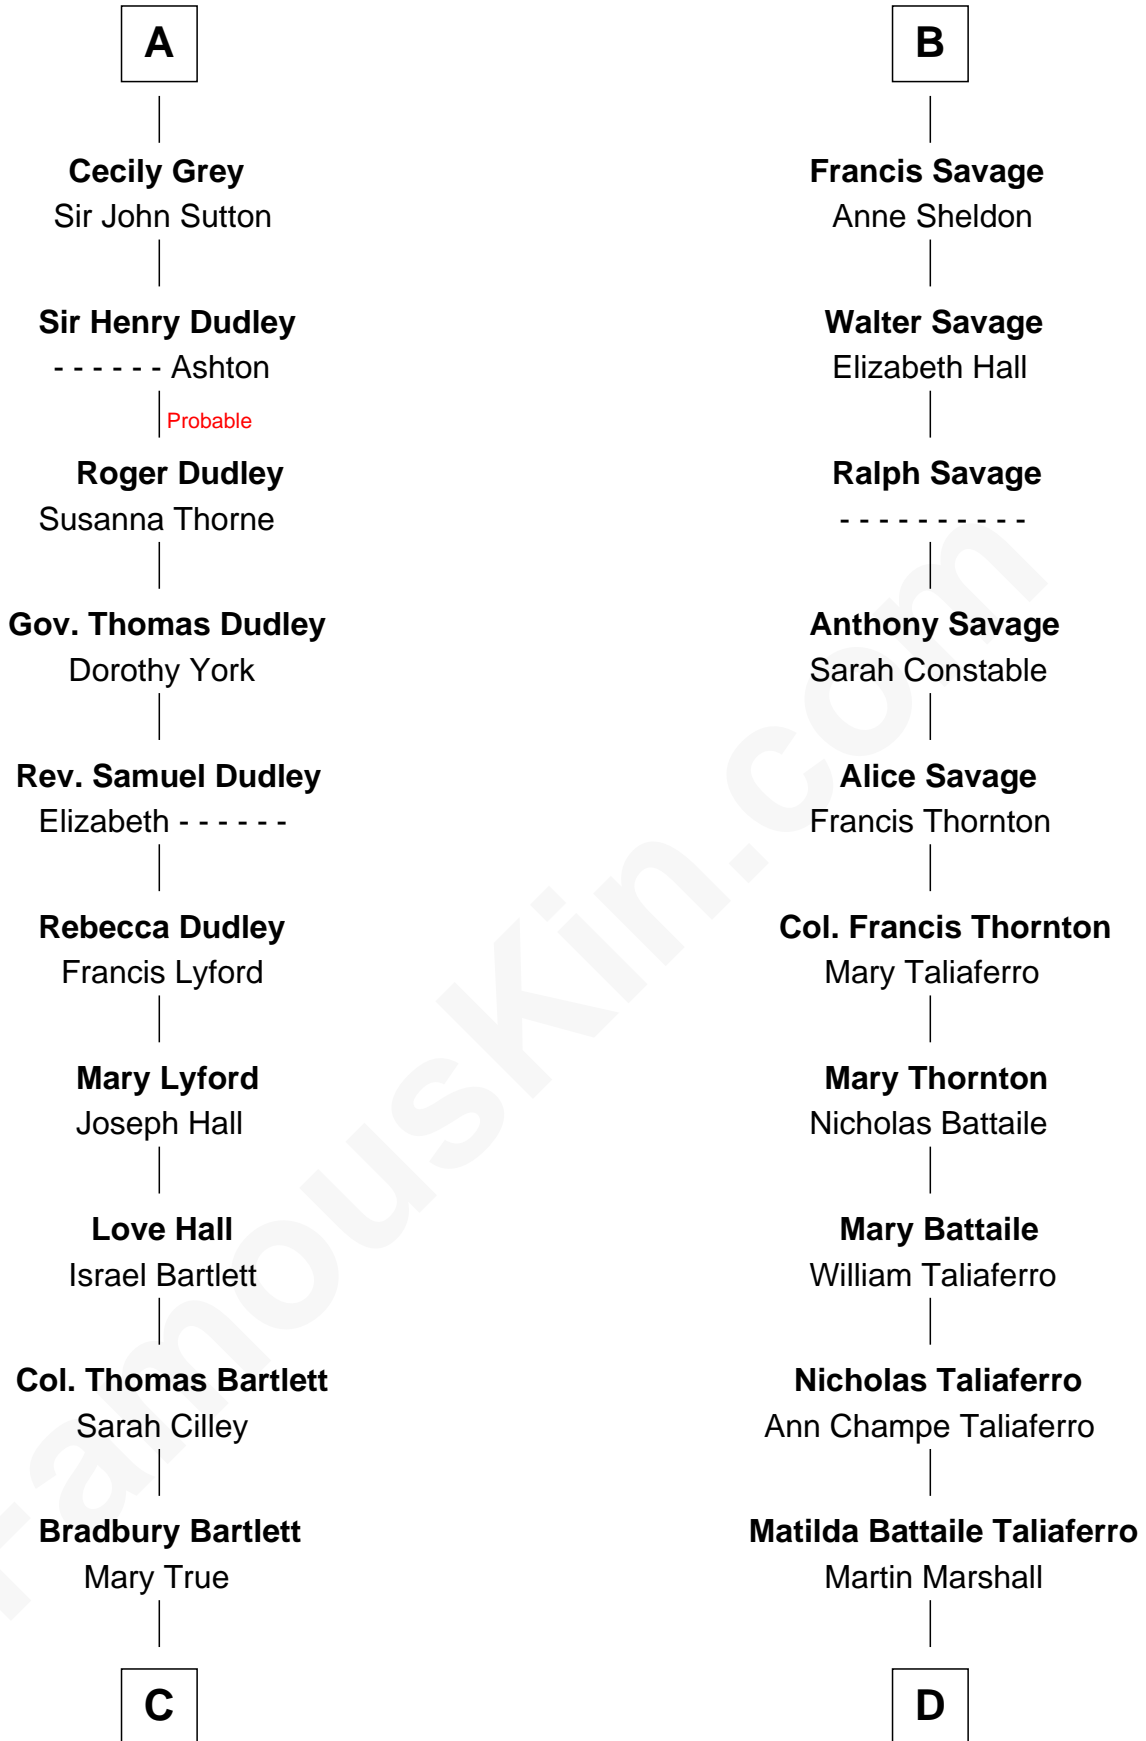 A
Cecily Grey
Sir John Sutton
Sir Henry Dudley
- - - - - - Ashton
Probable
Roger Dudley
Susanna Thorne
Gov. Thomas Dudley
Dorothy York
Rev. Samuel Dudley
Elizabeth - - - - - -
Rebecca Dudley
Francis Lyford
Mary Lyford
Joseph Hall
Love Hall
Israel Bartlett
Col. Thomas Bartlett
Sarah Cilley
Bradbury Bartlett
Mary True
C
B
Francis Savage
Anne Sheldon
Walter Savage
Elizabeth Hall
Ralph Savage
- - - - - - - - - -
Anthony Savage
Sarah Constable
Alice Savage
Francis Thornton
Col. Francis Thornton
Mary Taliaferro
Mary Thornton
Nicholas Battaile
Mary Battaile
William Taliaferro
Nicholas Taliaferro
Ann Champe Taliaferro
Matilda Battaile Taliaferro
Martin Marshall
D
FamousKin.com